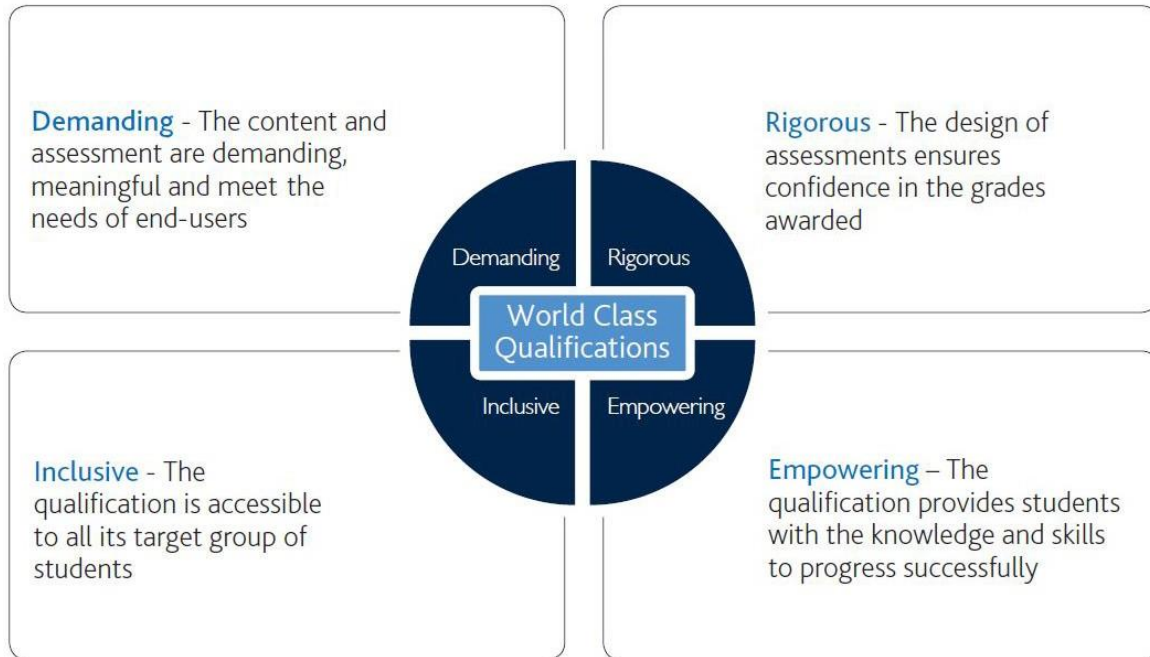 Demanding - The content and
assessment are demanding,
meaningful and meet the
needs of end-users
Rigorous - The design of
assessments ensures
confidence in the grades
awarded
Demanding
Rigorous
World Class
Qualifications
Inclusive
Empowering
Inclusive - The
qualification is accessible
to all its target group of
students
Empowering – The
qualification provides students
with the knowledge and skills
to progress successfully